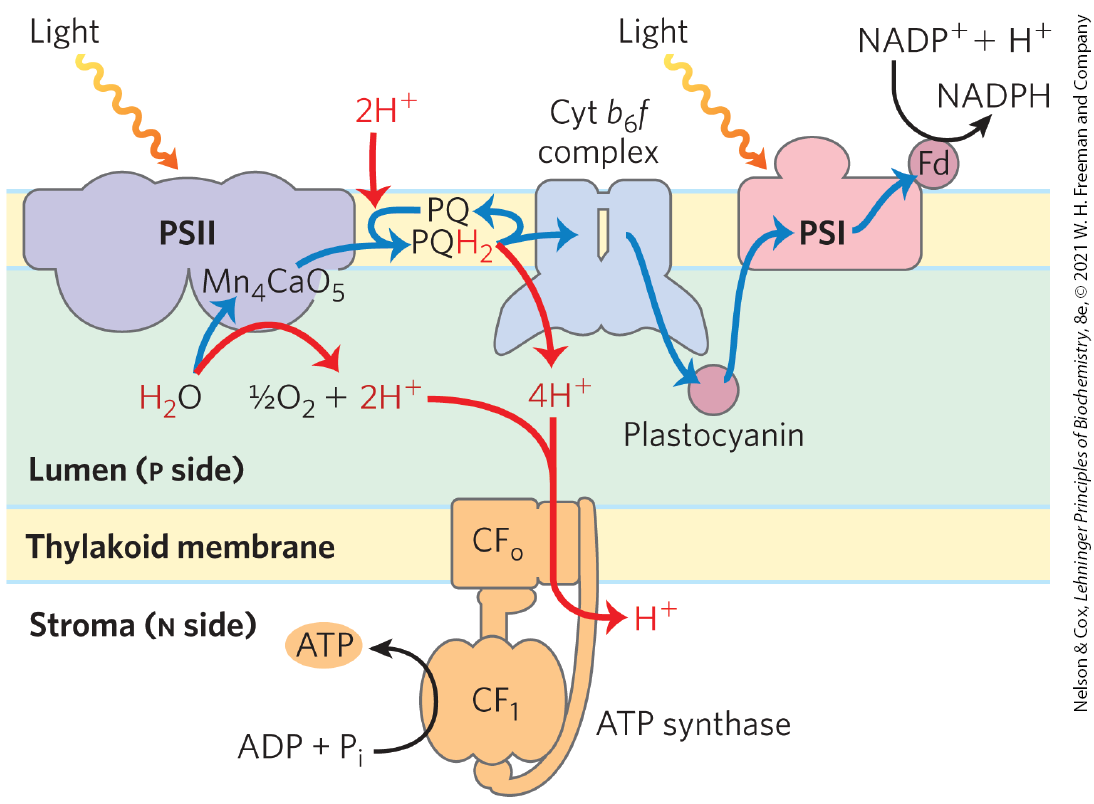 Light
Light
NADP⁺ + H⁺
NADPH
2H⁺
Cyt b₆f
complex
Fd
PSII
PQ
PQH₂
PSI
Mn₄CaO₅
H₂O
½O₂ + 2H⁺
4H⁺
Plastocyanin
Lumen (P side)
Thylakoid membrane
CFₒ
Stroma (N side)
H⁺
ATP
CF₁
ATP synthase
ADP + Pᵢ
Nelson & Cox, Lehninger Principles of Biochemistry, 8e, © 2021 W. H. Freeman and Company